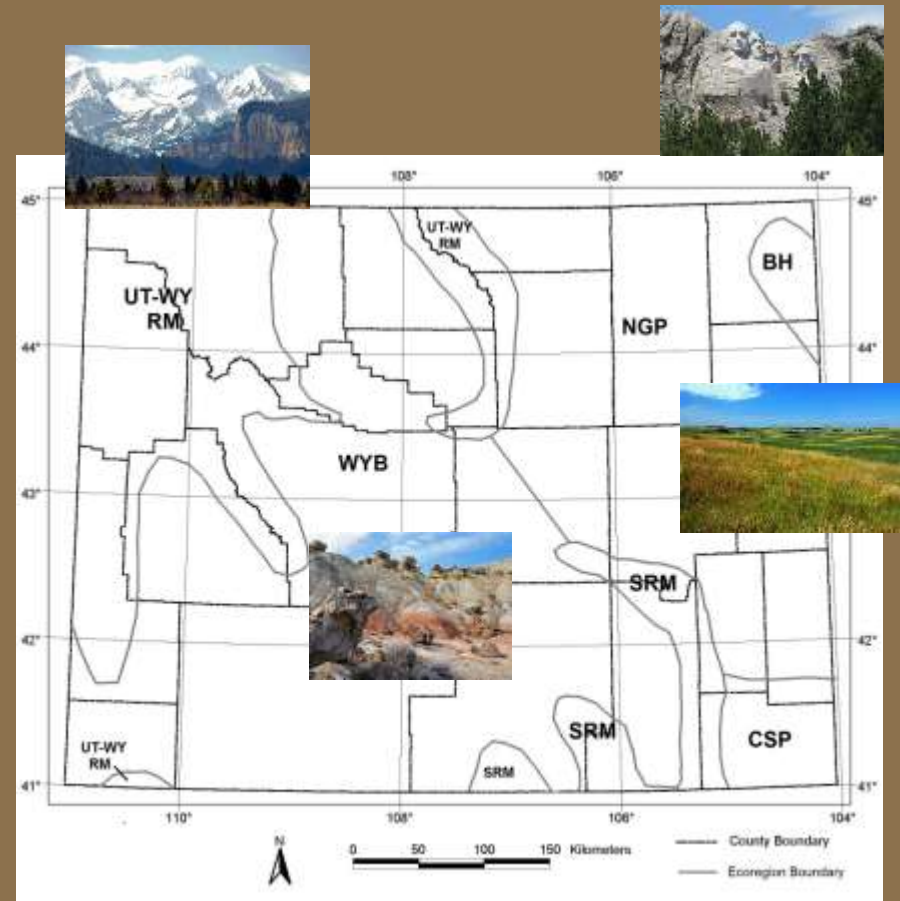 108°
106°
104°
45°
45°
UT-WY
RM
BH
UT-WY
RM
NGP
44°
44°
WYB
43°
SRM
42°
42°
SRM
CSP
UT-WY
RM
SRM
41°
41°
110°
108°
106°
104°
N
0 50 100 150 Kilometers
County Boundary
Ecoregion Boundary